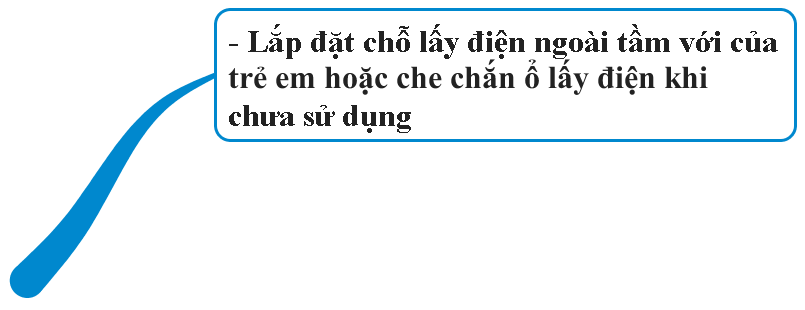 - Lắp đặt chỗ lấy điện ngoài tầm với của
trẻ em hoặc che chắn ổ lấy điện khi
chưa sử dụng